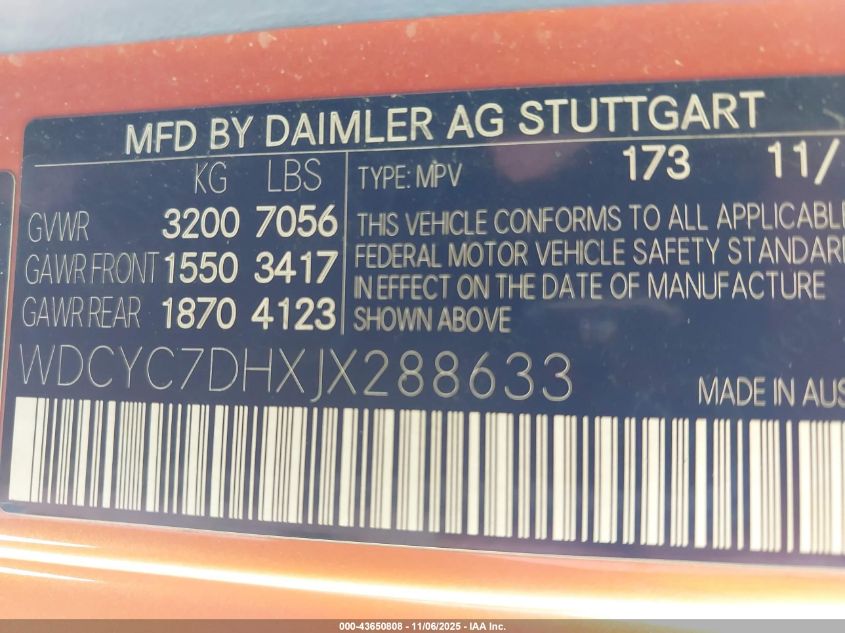 MFD BY DAIMLER AG STUTTGART
KG LBS
GVWR 3200 7056
GAWR FRONT 1550 3417
GAWR REAR 1870 4123
TYPE: MPV 173 11/
THIS VEHICLE CONFORMS TO ALL APPLICABLE
FEDERAL MOTOR VEHICLE SAFETY STANDAR
IN EFFECT ON THE DATE OF MANUFACTURE
SHOWN ABOVE
WDCYC7DHXJX288633
MADE IN AUS
000-43650808 - 11/06/2025 - IAA Inc.